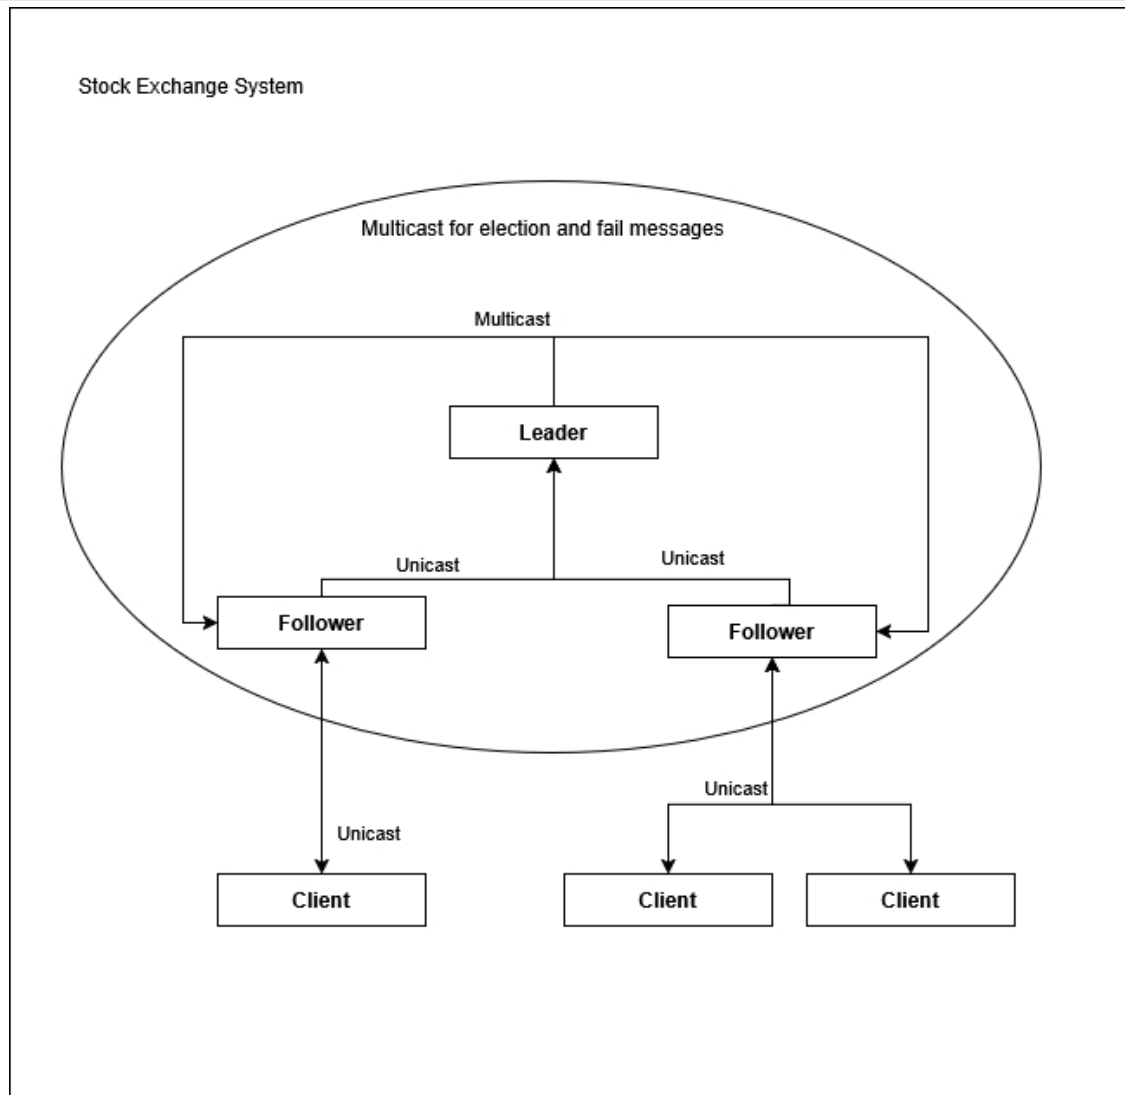 Stock Exchange System
Multicast for election and fail messages
Multicast
Leader
Unicast
Unicast
Follower
Follower
Unicast
Unicast
Client
Client
Client